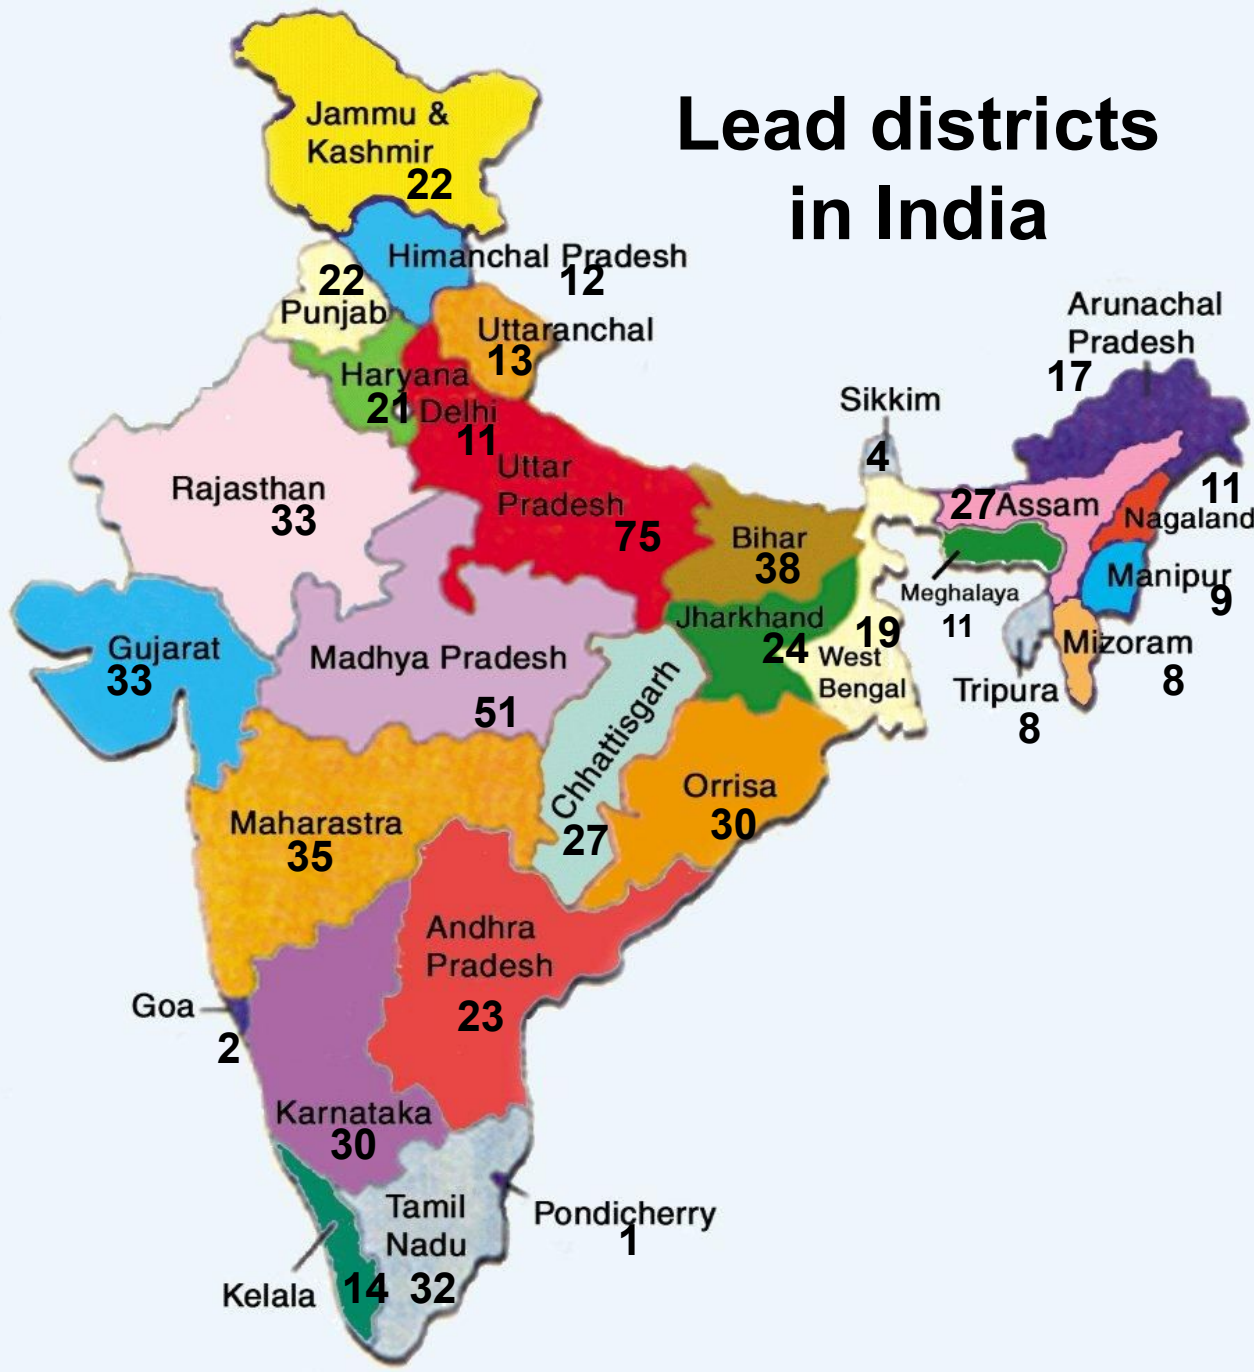 Lead districts
in India
Jammu &
Kashmir
22
Himanchal Pradesh
12
22
Punjab
Uttaranchal
13
Haryana
21
Delhi
11
Uttar
Pradesh
75
Arunachal
Pradesh
17
Sikkim
4
Rajasthan
33
27 Assam
11
Nagaland
Bihar
38
Meghalaya
11
Manipur
9
Jharkhand
24
19
West
Bengal
Mizoram
8
Tripura
8
Gujarat
33
Madhya Pradesh
51
Chhattisgarh
27
Orrisa
30
Maharastra
35
Andhra
Pradesh
23
Goa
2
Karnataka
30
Tamil
Nadu
32
Pondicherry
1
Kelala
14